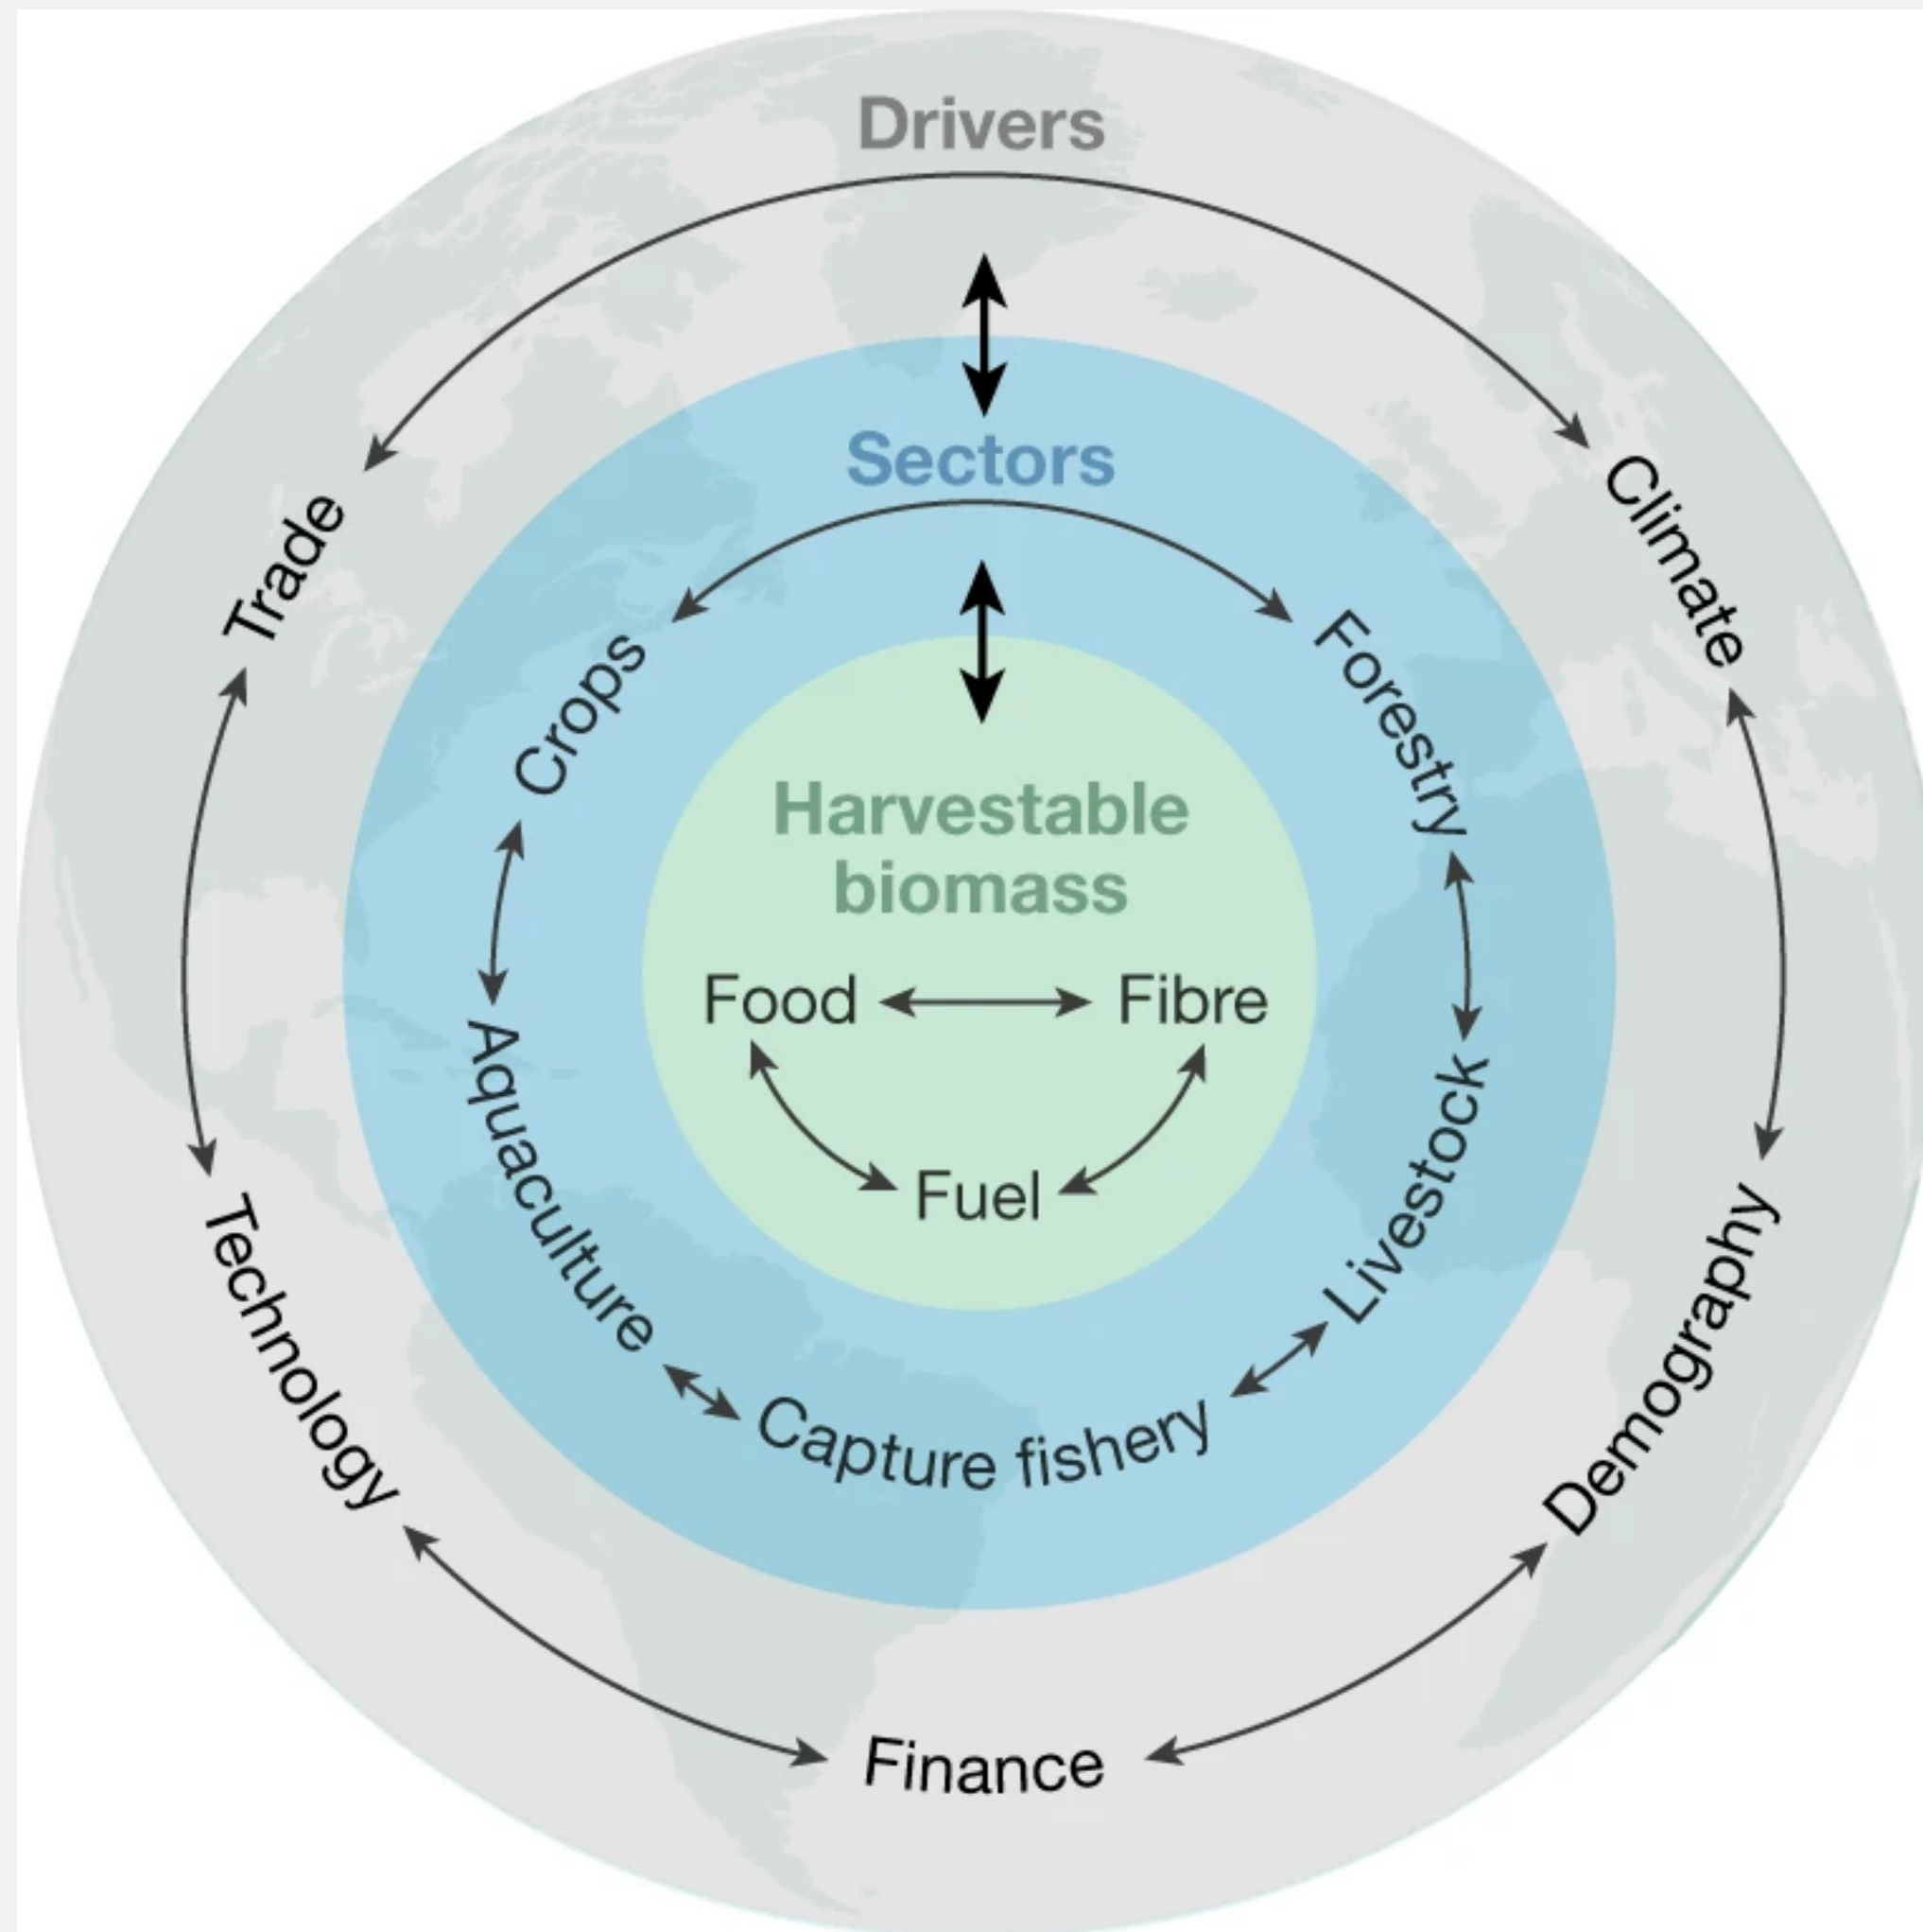 Drivers
Trade
Climate
Sectors
Crops
Forestry
Harvestable
biomass
Food
Fibre
Fuel
Aquaculture
Livestock
Capture fishery
Technology
Demography
Finance